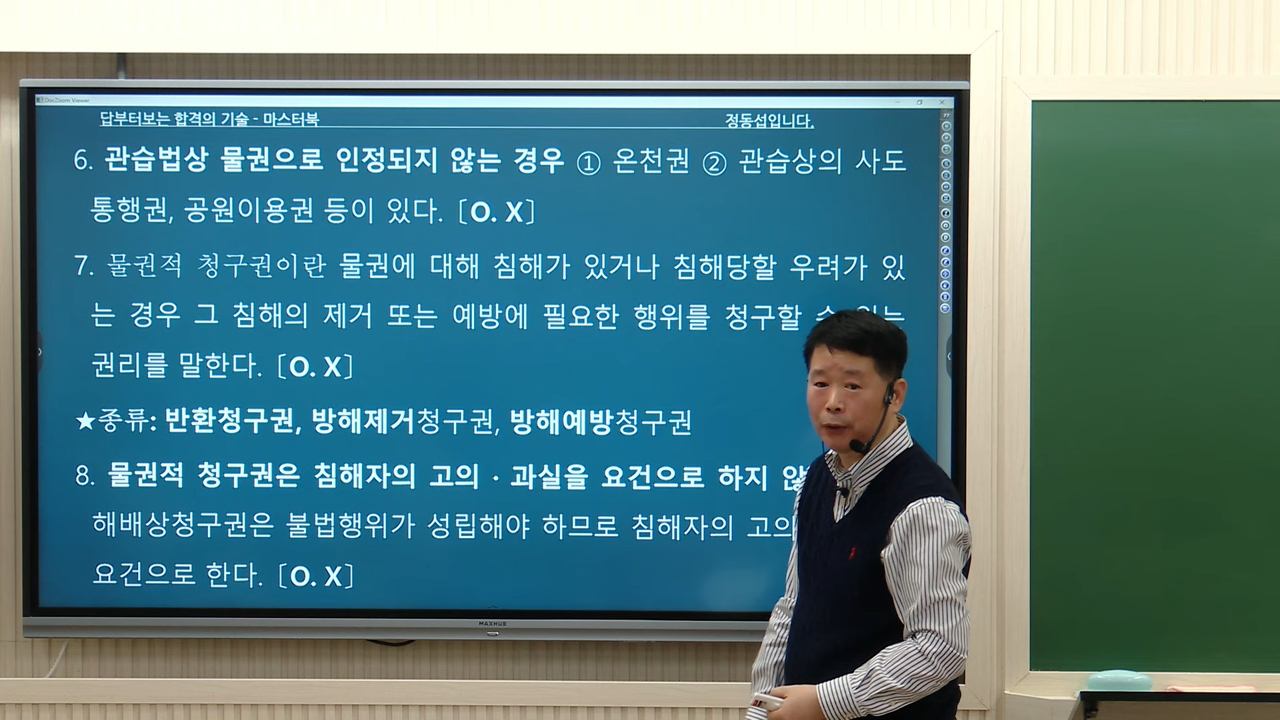 DocZoom Viewer
답부터보는 합격의 기술 - 마스터북 정동섭입니다.
6. 관습법상 물권으로 인정되지 않는 경우 ① 온천권 ② 관습상의 사도
통행권, 공원이용권 등이 있다. [O. X]
7. 물권적 청구권이란 물권에 대해 침해가 있거나 침해당할 우려가 있
는 경우 그 침해의 제거 또는 예방에 필요한 행위를 청구할 수 있는
권리를 말한다. [O. X]
★종류: 반환청구권, 방해제거청구권, 방해예방청구권
8. 물권적 청구권은 침해자의 고의 · 과실을 요건으로 하지 않
해배상청구권은 불법행위가 성립해야 하므로 침해자의 고의
요건으로 한다. [O. X]
MAXHUB